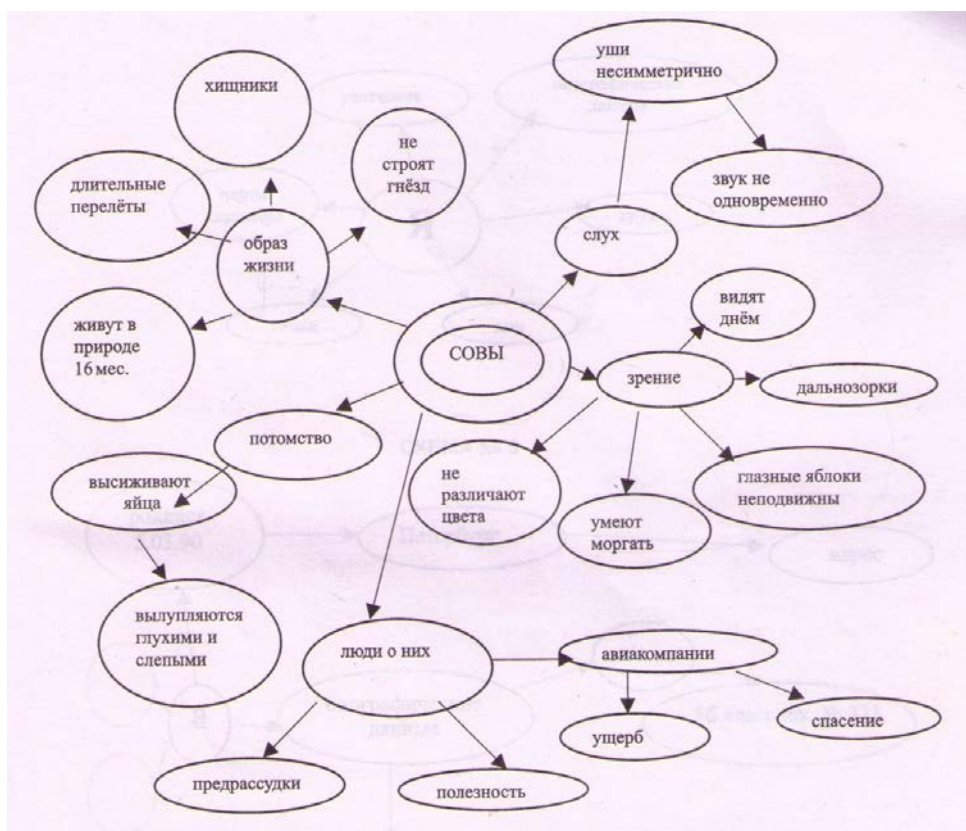 уши
несимметрично
хищники
не
строят
гнёзд
длительные
перелёты
звук не
одновременно
образ
жизни
слух
видят
днём
живут в
природе
16 мес.
СОВЫ
зрение
дальнозорки
потомство
не
различают
цвета
глазные яблоки
неподвижны
высиживают
яйца
умеют
моргать
вылупляются
глухими и
слепыми
люди о них
авиакомпании
ущерб
спасение
предрассудки
полезность